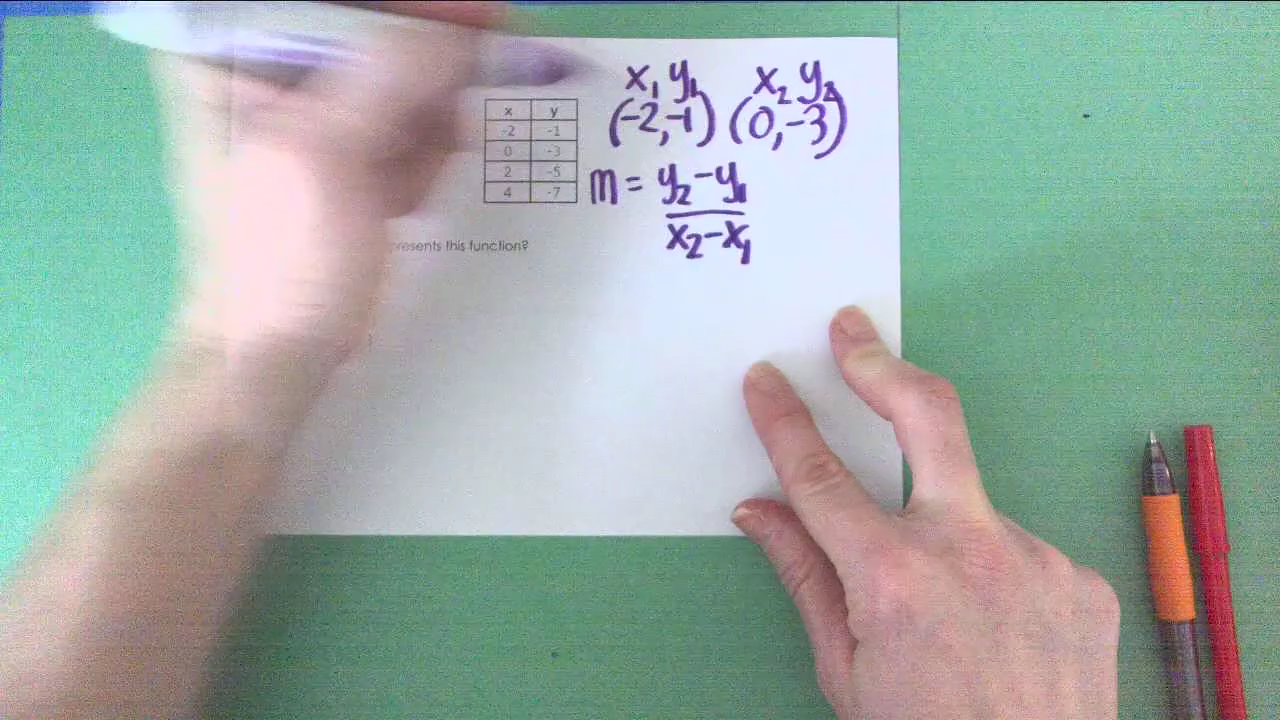 x₁ y₁ x₂ y₂
(-2,-1) (0,-3)
x y
-2 -1
0 -3
2 -5
4 -7
m = y₂-y₁
x₂-x₁
this function?